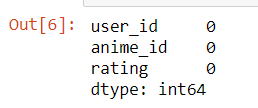 Out[6]: user_id 0
anime_id 0
rating 0
dtype: int64